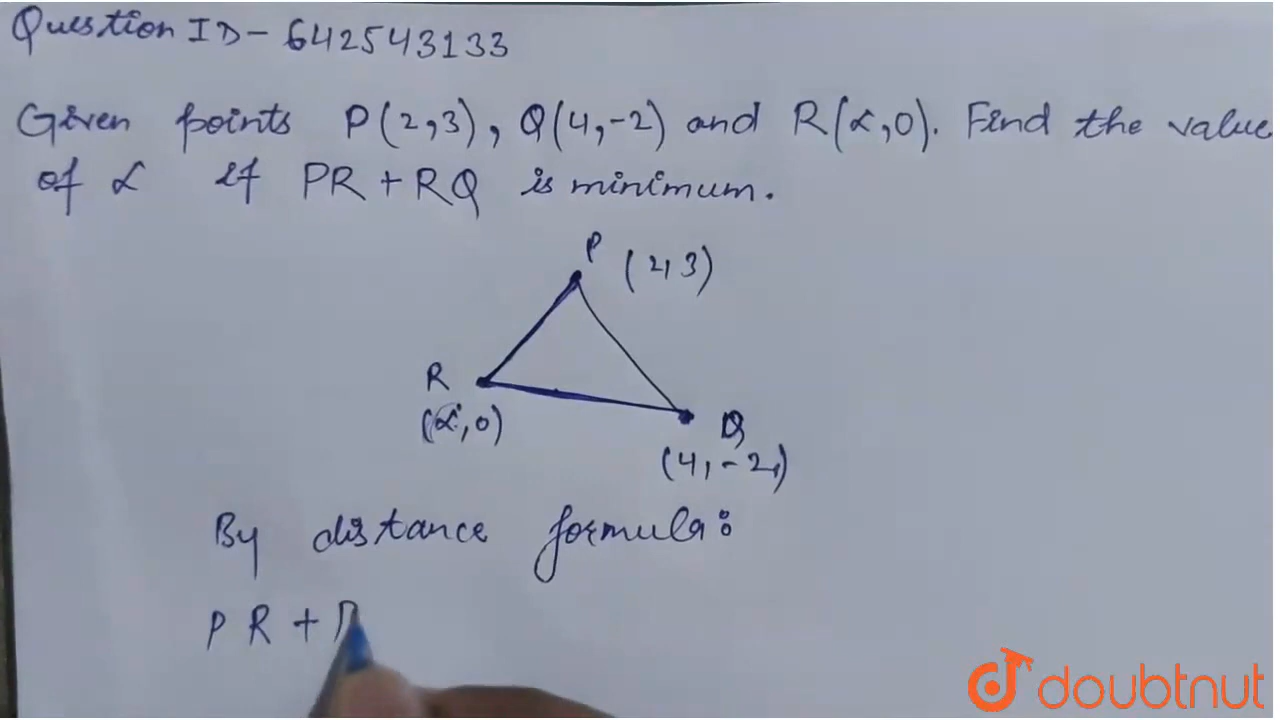 Question ID - 642543133
Given points P(2,3), Q(4,-2) and R(α,0). Find the value
of α if PR + RQ is minimum.
P (2,3)
R
(α,0)
Q
(4,-2)
By distance formula:
PR +
doubtnut